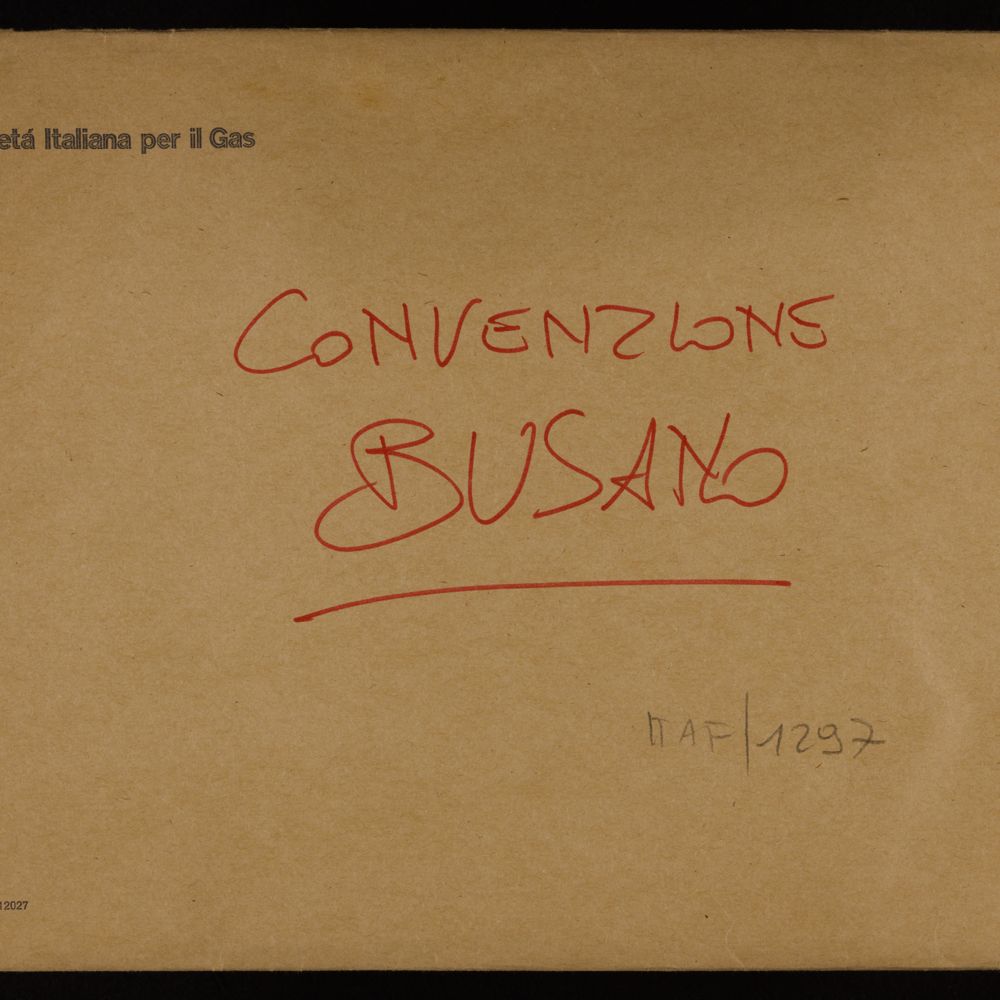 etá Italiana per il Gas
CONVENZIONE
BUSANO
ITAF/1297
12027